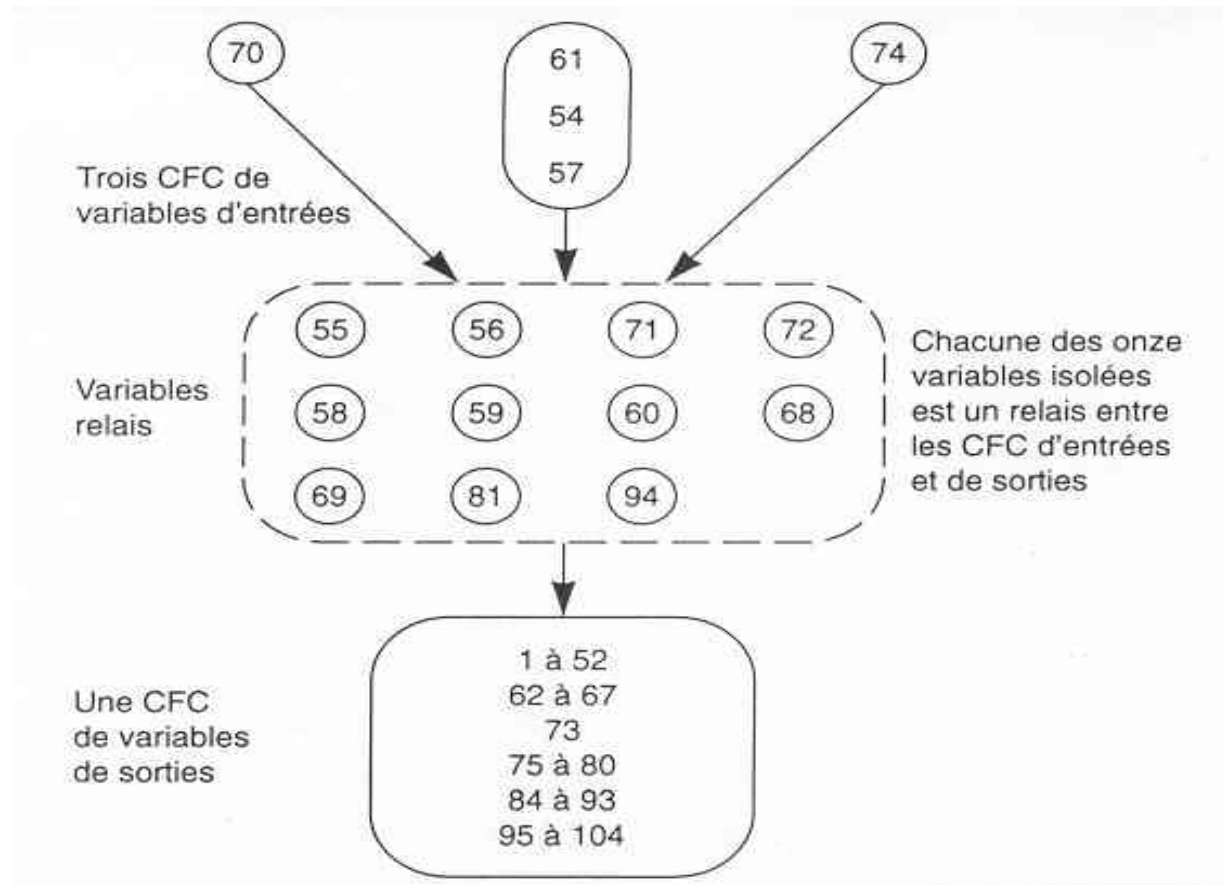 70
61
74
54
57
Trois CFC de
variables d'entrées
55 56 71 72
Variables
relais
58 59 60 68
69 81 94
Chacune des onze
variables isolées
est un relais entre
les CFC d'entrées
et de sorties
Une CFC
de variables
de sorties
1 à 52
62 à 67
73
75 à 80
84 à 93
95 à 104